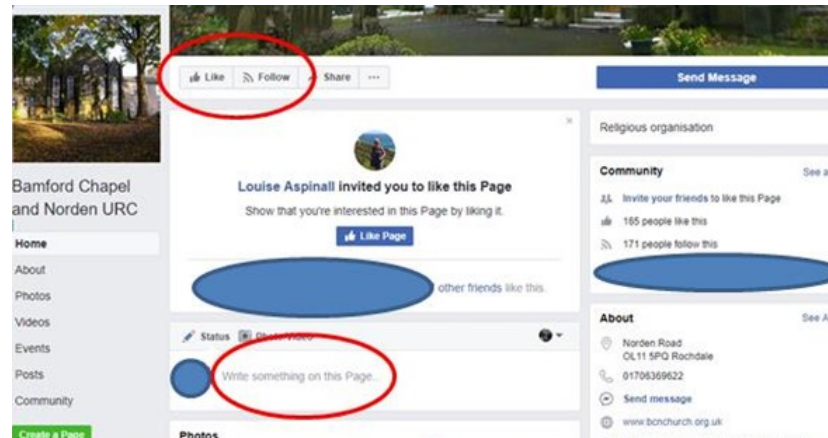 Like Follow Share ...
Send Message
Bamford Chapel
and Norden URC
Home
About
Photos
Videos
Events
Posts
Community
Create a Page
Louise Aspinall invited you to like this Page
Show that you're interested in this Page by liking it.
Like Page
other friends like this.
Status Photo/Video
Write something on this Page..
Photos
Religious organisation
Community
See a
Invite your friends to like this Page
165 people like this
171 people follow this
About
See A
Norden Road
OL11 5PQ Rochdale
01706369622
Send message
www.bcnchurch.org.uk